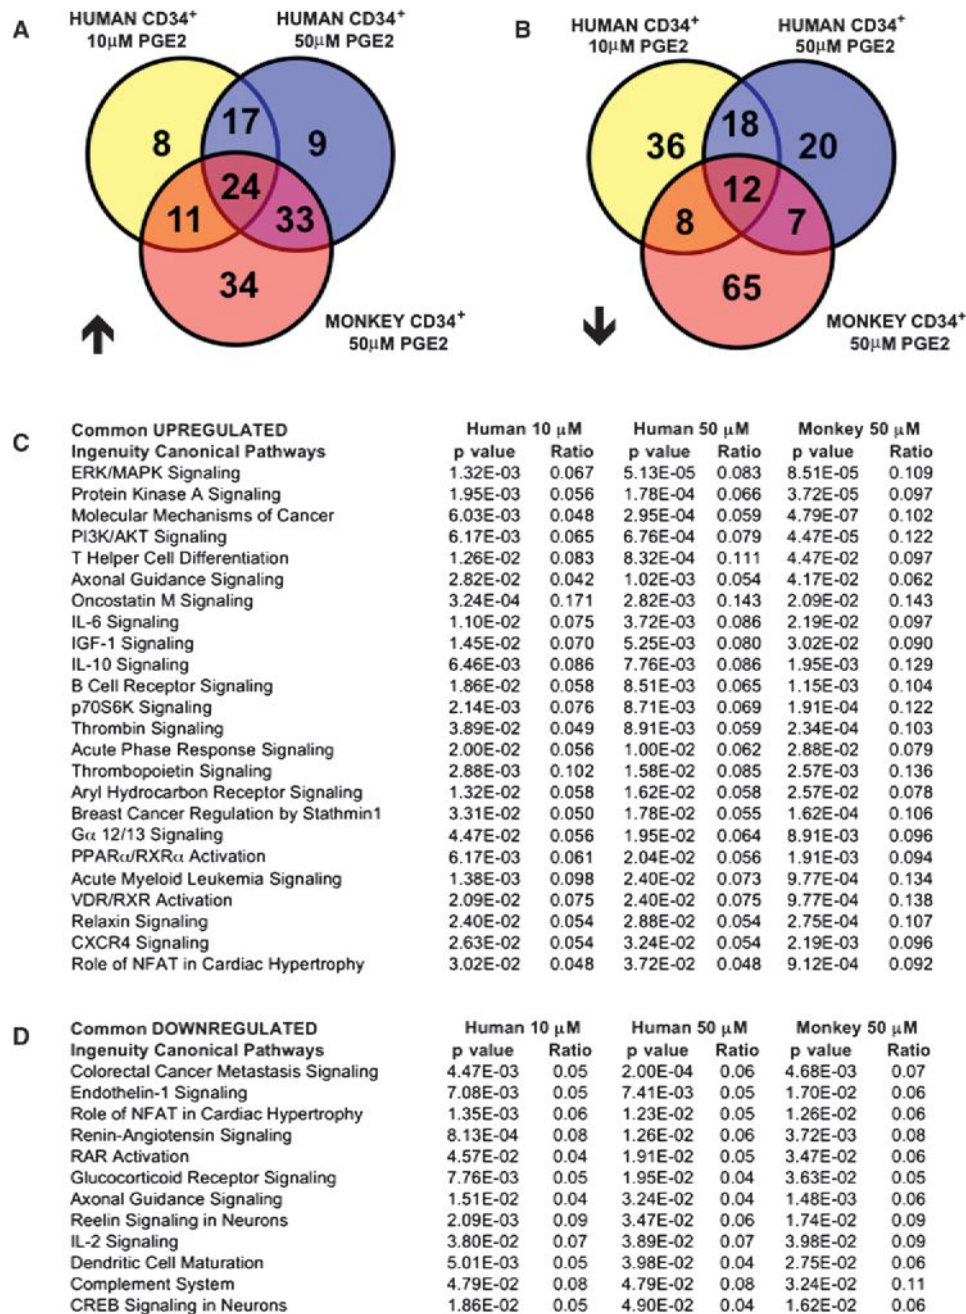 A
HUMAN CD34+
10μM PGE2
HUMAN CD34+
50μM PGE2
8
17
9
24
11
33
34
MONKEY CD34+
50μM PGE2
B
HUMAN CD34+
10μM PGE2
HUMAN CD34+
50μM PGE2
36
18
20
12
8
7
65
MONKEY CD34+
50μM PGE2
C
Common UPREGULATED Human 10 μM Human 50 μM Monkey 50 μM
Ingenuity Canonical Pathways p value Ratio p value Ratio p value Ratio
ERK/MAPK Signaling 1.32E-03 0.067 5.13E-05 0.083 8.51E-05 0.109
Protein Kinase A Signaling 1.95E-03 0.056 1.78E-04 0.066 3.72E-05 0.097
Molecular Mechanisms of Cancer 6.03E-03 0.048 2.95E-04 0.059 4.79E-07 0.102
PI3K/AKT Signaling 6.17E-03 0.065 6.76E-04 0.079 4.47E-05 0.122
T Helper Cell Differentiation 1.26E-02 0.083 8.32E-04 0.111 4.47E-02 0.097
Axonal Guidance Signaling 2.82E-02 0.042 1.02E-03 0.054 4.17E-02 0.062
Oncostatin M Signaling 3.24E-04 0.171 2.82E-03 0.143 2.09E-02 0.143
IL-6 Signaling 1.10E-02 0.075 3.72E-03 0.086 2.19E-02 0.097
IGF-1 Signaling 1.45E-02 0.070 5.25E-03 0.080 3.02E-02 0.090
IL-10 Signaling 6.46E-03 0.086 7.76E-03 0.086 1.95E-03 0.129
B Cell Receptor Signaling 1.86E-02 0.058 8.51E-03 0.065 1.15E-03 0.104
p70S6K Signaling 2.14E-03 0.076 8.71E-03 0.069 1.91E-04 0.122
Thrombin Signaling 3.89E-02 0.049 8.91E-03 0.059 2.34E-04 0.103
Acute Phase Response Signaling 2.00E-02 0.056 1.00E-02 0.062 2.88E-02 0.079
Thrombopoietin Signaling 2.88E-03 0.102 1.58E-02 0.085 2.57E-03 0.136
Aryl Hydrocarbon Receptor Signaling 1.32E-02 0.058 1.62E-02 0.058 2.57E-02 0.078
Breast Cancer Regulation by Stathmin1 3.31E-02 0.050 1.78E-02 0.055 1.62E-04 0.106
Gα 12/13 Signaling 4.47E-02 0.056 1.95E-02 0.064 8.91E-03 0.096
PPARα/RXRα Activation 6.17E-03 0.061 2.04E-02 0.056 1.91E-03 0.094
Acute Myeloid Leukemia Signaling 1.38E-03 0.098 2.40E-02 0.073 9.77E-04 0.134
VDR/RXR Activation 2.09E-02 0.075 2.40E-02 0.075 9.77E-04 0.138
Relaxin Signaling 2.40E-02 0.054 2.88E-02 0.054 2.75E-04 0.107
CXCR4 Signaling 2.63E-02 0.054 3.24E-02 0.054 2.19E-03 0.096
Role of NFAT in Cardiac Hypertrophy 3.02E-02 0.048 3.72E-02 0.048 9.12E-04 0.092
D
Common DOWNREGULATED Human 10 μM Human 50 μM Monkey 50 μM
Ingenuity Canonical Pathways p value Ratio p value Ratio p value Ratio
Colorectal Cancer Metastasis Signaling 4.47E-03 0.05 2.00E-04 0.06 4.68E-03 0.07
Endothelin-1 Signaling 7.08E-03 0.05 7.41E-03 0.05 1.70E-02 0.06
Role of NFAT in Cardiac Hypertrophy 1.35E-03 0.06 1.23E-02 0.05 1.26E-02 0.06
Renin-Angiotensin Signaling 8.13E-04 0.08 1.26E-02 0.06 3.72E-03 0.08
RAR Activation 4.57E-02 0.04 1.91E-02 0.05 3.47E-02 0.06
Glucocorticoid Receptor Signaling 7.76E-03 0.05 1.95E-02 0.04 3.63E-02 0.05
Axonal Guidance Signaling 1.51E-02 0.04 3.24E-02 0.04 1.48E-03 0.06
Reelin Signaling in Neurons 2.09E-03 0.09 3.47E-02 0.06 1.74E-02 0.09
IL-2 Signaling 3.80E-02 0.07 3.89E-02 0.07 3.98E-02 0.09
Dendritic Cell Maturation 5.01E-03 0.05 3.98E-02 0.04 2.75E-02 0.06
Complement System 4.79E-02 0.08 4.79E-02 0.08 3.24E-02 0.11
CREB Signaling in Neurons 1.86E-02 0.05 4.90E-02 0.04 1.62E-02 0.06